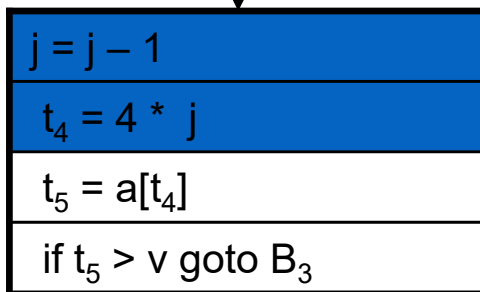 j = j – 1
t₄ = 4 * j
t₅ = a[t₄]
if t₅ > v goto B₃